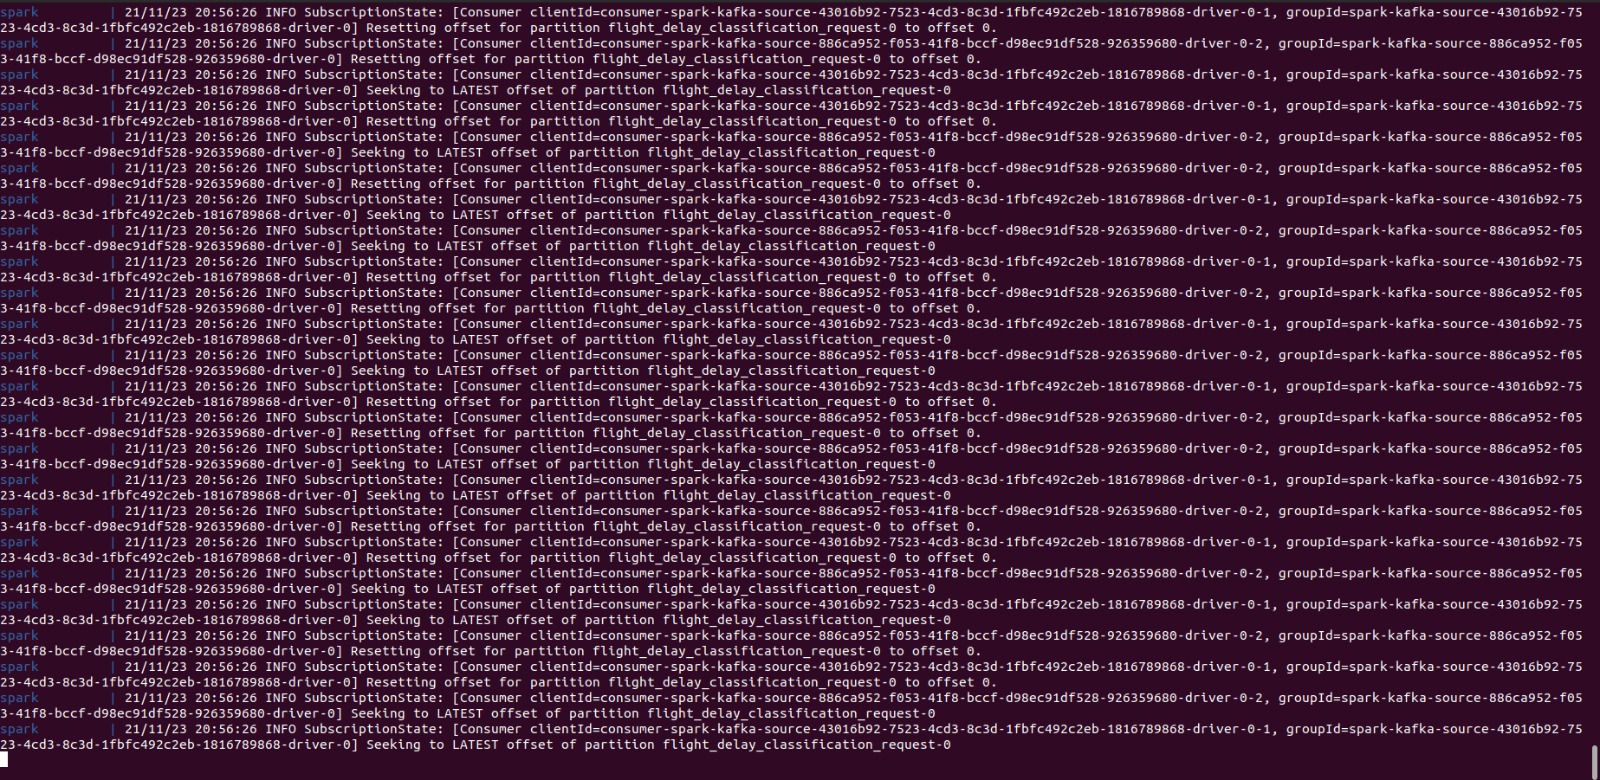 spark         | 21/11/23 20:56:26 INFO SubscriptionState: [Consumer clientId=consumer-spark-kafka-source-43016b92-7523-4cd3-8c3d-1fbfc492c2eb-1816789868-driver-0-1, groupId=spark-kafka-source-43016b92-75
23-4cd3-8c3d-1fbfc492c2eb-1816789868-driver-0] Resetting offset for partition flight_delay_classification_request-0 to offset 0.
spark         | 21/11/23 20:56:26 INFO SubscriptionState: [Consumer clientId=consumer-spark-kafka-source-886ca952-f053-41f8-bccf-d98ec91df528-926359680-driver-0-2, groupId=spark-kafka-source-886ca952-f05
3-41f8-bccf-d98ec91df528-926359680-driver-0] Resetting offset for partition flight_delay_classification_request-0 to offset 0.
spark         | 21/11/23 20:56:26 INFO SubscriptionState: [Consumer clientId=consumer-spark-kafka-source-43016b92-7523-4cd3-8c3d-1fbfc492c2eb-1816789868-driver-0-1, groupId=spark-kafka-source-43016b92-75
23-4cd3-8c3d-1fbfc492c2eb-1816789868-driver-0] Seeking to LATEST offset of partition flight_delay_classification_request-0
spark         | 21/11/23 20:56:26 INFO SubscriptionState: [Consumer clientId=consumer-spark-kafka-source-43016b92-7523-4cd3-8c3d-1fbfc492c2eb-1816789868-driver-0-1, groupId=spark-kafka-source-43016b92-75
23-4cd3-8c3d-1fbfc492c2eb-1816789868-driver-0] Resetting offset for partition flight_delay_classification_request-0 to offset 0.
spark         | 21/11/23 20:56:26 INFO SubscriptionState: [Consumer clientId=consumer-spark-kafka-source-886ca952-f053-41f8-bccf-d98ec91df528-926359680-driver-0-2, groupId=spark-kafka-source-886ca952-f05
3-41f8-bccf-d98ec91df528-926359680-driver-0] Seeking to LATEST offset of partition flight_delay_classification_request-0
spark         | 21/11/23 20:56:26 INFO SubscriptionState: [Consumer clientId=consumer-spark-kafka-source-886ca952-f053-41f8-bccf-d98ec91df528-926359680-driver-0-2, groupId=spark-kafka-source-886ca952-f05
3-41f8-bccf-d98ec91df528-926359680-driver-0] Resetting offset for partition flight_delay_classification_request-0 to offset 0.
spark         | 21/11/23 20:56:26 INFO SubscriptionState: [Consumer clientId=consumer-spark-kafka-source-43016b92-7523-4cd3-8c3d-1fbfc492c2eb-1816789868-driver-0-1, groupId=spark-kafka-source-43016b92-75
23-4cd3-8c3d-1fbfc492c2eb-1816789868-driver-0] Seeking to LATEST offset of partition flight_delay_classification_request-0
spark         | 21/11/23 20:56:26 INFO SubscriptionState: [Consumer clientId=consumer-spark-kafka-source-886ca952-f053-41f8-bccf-d98ec91df528-926359680-driver-0-2, groupId=spark-kafka-source-886ca952-f05
3-41f8-bccf-d98ec91df528-926359680-driver-0] Seeking to LATEST offset of partition flight_delay_classification_request-0
spark         | 21/11/23 20:56:26 INFO SubscriptionState: [Consumer clientId=consumer-spark-kafka-source-43016b92-7523-4cd3-8c3d-1fbfc492c2eb-1816789868-driver-0-1, groupId=spark-kafka-source-43016b92-75
23-4cd3-8c3d-1fbfc492c2eb-1816789868-driver-0] Resetting offset for partition flight_delay_classification_request-0 to offset 0.
spark         | 21/11/23 20:56:26 INFO SubscriptionState: [Consumer clientId=consumer-spark-kafka-source-886ca952-f053-41f8-bccf-d98ec91df528-926359680-driver-0-2, groupId=spark-kafka-source-886ca952-f05
3-41f8-bccf-d98ec91df528-926359680-driver-0] Resetting offset for partition flight_delay_classification_request-0 to offset 0.
spark         | 21/11/23 20:56:26 INFO SubscriptionState: [Consumer clientId=consumer-spark-kafka-source-43016b92-7523-4cd3-8c3d-1fbfc492c2eb-1816789868-driver-0-1, groupId=spark-kafka-source-43016b92-75
23-4cd3-8c3d-1fbfc492c2eb-1816789868-driver-0] Seeking to LATEST offset of partition flight_delay_classification_request-0
spark         | 21/11/23 20:56:26 INFO SubscriptionState: [Consumer clientId=consumer-spark-kafka-source-886ca952-f053-41f8-bccf-d98ec91df528-926359680-driver-0-2, groupId=spark-kafka-source-886ca952-f05
3-41f8-bccf-d98ec91df528-926359680-driver-0] Seeking to LATEST offset of partition flight_delay_classification_request-0
spark         | 21/11/23 20:56:26 INFO SubscriptionState: [Consumer clientId=consumer-spark-kafka-source-43016b92-7523-4cd3-8c3d-1fbfc492c2eb-1816789868-driver-0-1, groupId=spark-kafka-source-43016b92-75
23-4cd3-8c3d-1fbfc492c2eb-1816789868-driver-0] Resetting offset for partition flight_delay_classification_request-0 to offset 0.
spark         | 21/11/23 20:56:26 INFO SubscriptionState: [Consumer clientId=consumer-spark-kafka-source-886ca952-f053-41f8-bccf-d98ec91df528-926359680-driver-0-2, groupId=spark-kafka-source-886ca952-f05
3-41f8-bccf-d98ec91df528-926359680-driver-0] Resetting offset for partition flight_delay_classification_request-0 to offset 0.
spark         | 21/11/23 20:56:26 INFO SubscriptionState: [Consumer clientId=consumer-spark-kafka-source-886ca952-f053-41f8-bccf-d98ec91df528-926359680-driver-0-2, groupId=spark-kafka-source-886ca952-f05
3-41f8-bccf-d98ec91df528-926359680-driver-0] Seeking to LATEST offset of partition flight_delay_classification_request-0
spark         | 21/11/23 20:56:26 INFO SubscriptionState: [Consumer clientId=consumer-spark-kafka-source-43016b92-7523-4cd3-8c3d-1fbfc492c2eb-1816789868-driver-0-1, groupId=spark-kafka-source-43016b92-75
23-4cd3-8c3d-1fbfc492c2eb-1816789868-driver-0] Seeking to LATEST offset of partition flight_delay_classification_request-0
spark         | 21/11/23 20:56:26 INFO SubscriptionState: [Consumer clientId=consumer-spark-kafka-source-886ca952-f053-41f8-bccf-d98ec91df528-926359680-driver-0-2, groupId=spark-kafka-source-886ca952-f05
3-41f8-bccf-d98ec91df528-926359680-driver-0] Resetting offset for partition flight_delay_classification_request-0 to offset 0.
spark         | 21/11/23 20:56:26 INFO SubscriptionState: [Consumer clientId=consumer-spark-kafka-source-43016b92-7523-4cd3-8c3d-1fbfc492c2eb-1816789868-driver-0-1, groupId=spark-kafka-source-43016b92-75
23-4cd3-8c3d-1fbfc492c2eb-1816789868-driver-0] Resetting offset for partition flight_delay_classification_request-0 to offset 0.
spark         | 21/11/23 20:56:26 INFO SubscriptionState: [Consumer clientId=consumer-spark-kafka-source-886ca952-f053-41f8-bccf-d98ec91df528-926359680-driver-0-2, groupId=spark-kafka-source-886ca952-f05
3-41f8-bccf-d98ec91df528-926359680-driver-0] Seeking to LATEST offset of partition flight_delay_classification_request-0
spark         | 21/11/23 20:56:26 INFO SubscriptionState: [Consumer clientId=consumer-spark-kafka-source-43016b92-7523-4cd3-8c3d-1fbfc492c2eb-1816789868-driver-0-1, groupId=spark-kafka-source-43016b92-75
23-4cd3-8c3d-1fbfc492c2eb-1816789868-driver-0] Seeking to LATEST offset of partition flight_delay_classification_request-0
spark         | 21/11/23 20:56:26 INFO SubscriptionState: [Consumer clientId=consumer-spark-kafka-source-886ca952-f053-41f8-bccf-d98ec91df528-926359680-driver-0-2, groupId=spark-kafka-source-886ca952-f05
3-41f8-bccf-d98ec91df528-926359680-driver-0] Resetting offset for partition flight_delay_classification_request-0 to offset 0.
spark         | 21/11/23 20:56:26 INFO SubscriptionState: [Consumer clientId=consumer-spark-kafka-source-43016b92-7523-4cd3-8c3d-1fbfc492c2eb-1816789868-driver-0-1, groupId=spark-kafka-source-43016b92-75
23-4cd3-8c3d-1fbfc492c2eb-1816789868-driver-0] Resetting offset for partition flight_delay_classification_request-0 to offset 0.
spark         | 21/11/23 20:56:26 INFO SubscriptionState: [Consumer clientId=consumer-spark-kafka-source-886ca952-f053-41f8-bccf-d98ec91df528-926359680-driver-0-2, groupId=spark-kafka-source-886ca952-f05
3-41f8-bccf-d98ec91df528-926359680-driver-0] Seeking to LATEST offset of partition flight_delay_classification_request-0
spark         | 21/11/23 20:56:26 INFO SubscriptionState: [Consumer clientId=consumer-spark-kafka-source-43016b92-7523-4cd3-8c3d-1fbfc492c2eb-1816789868-driver-0-1, groupId=spark-kafka-source-43016b92-75
23-4cd3-8c3d-1fbfc492c2eb-1816789868-driver-0] Seeking to LATEST offset of partition flight_delay_classification_request-0